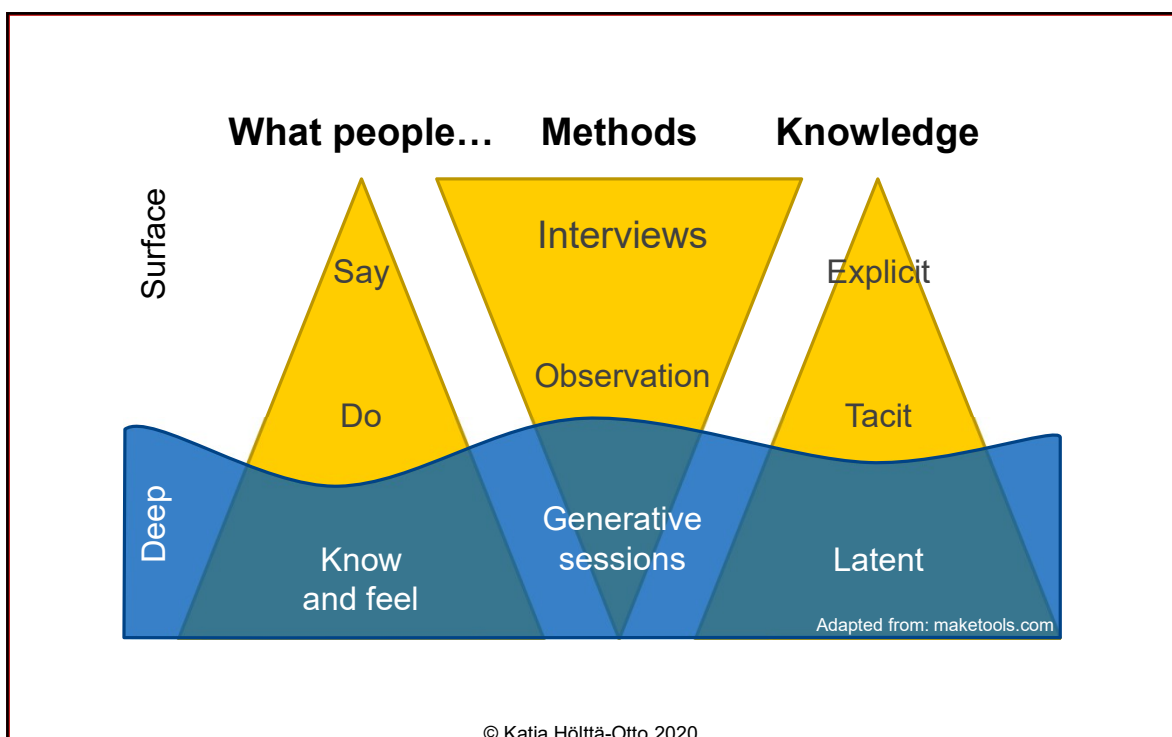 What people…
Methods
Knowledge
Surface
Say
Interviews
Explicit
Do
Observation
Tacit
Deep
Know
and feel
Generative
sessions
Latent
Adapted from: maketools.com
© Katja Hölttä-Otto 2020